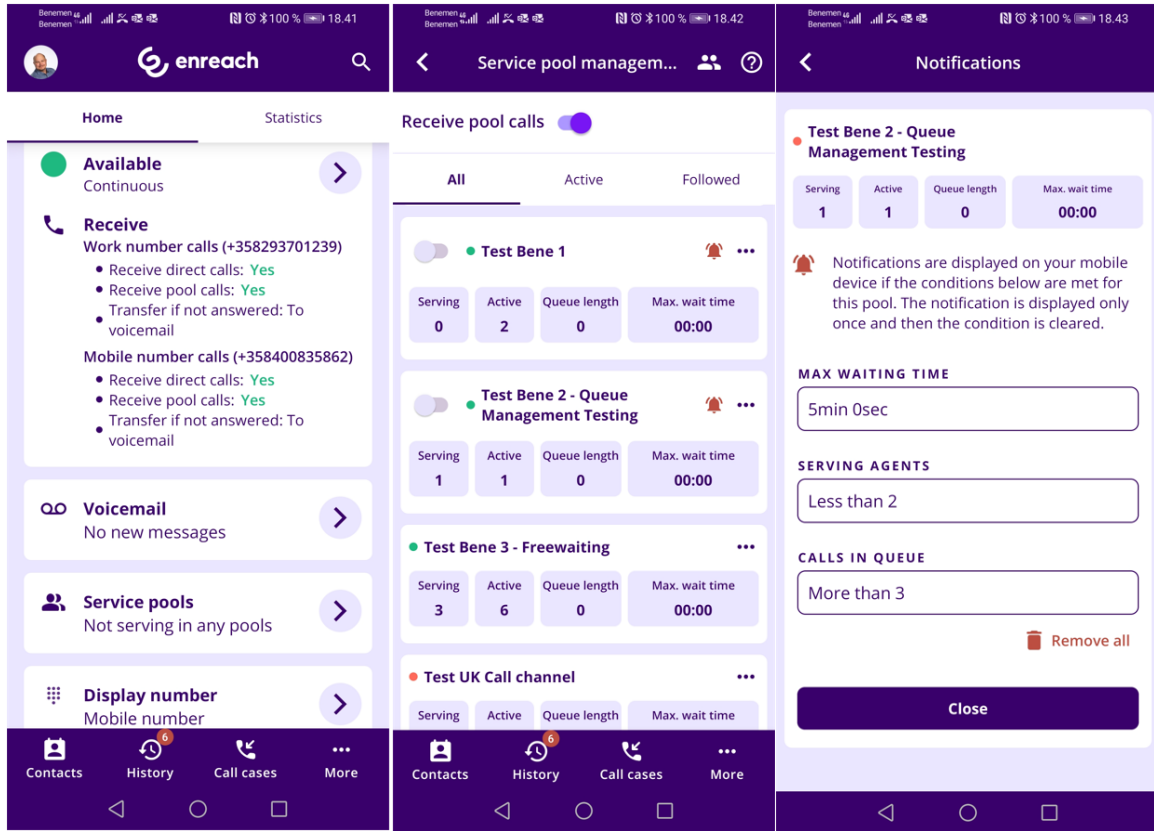 Benemen 46
Benemen
100 % 18.41
enreach
Home Statistics
Available
Continuous
Receive
Work number calls (+358293701239)
• Receive direct calls: Yes
• Receive pool calls: Yes
• Transfer if not answered: To
voicemail
Mobile number calls (+358400835862)
• Receive direct calls: Yes
• Receive pool calls: Yes
• Transfer if not answered: To
voicemail
Voicemail
No new messages
Service pools
Not serving in any pools
Display number
Mobile number
6
Contacts History Call cases More
Benemen 46
Benemen
100 % 18.42
Service pool managem...
Receive pool calls
All Active Followed
Test Bene 1
Serving Active Queue length Max. wait time
0 2 0 00:00
Test Bene 2 - Queue
Management Testing
Serving Active Queue length Max. wait time
1 1 0 00:00
Test Bene 3 - Freewaiting
Serving Active Queue length Max. wait time
3 6 0 00:00
Test UK Call channel
Serving Active Queue length Max. wait time
6
Contacts History Call cases More
Benemen 46
Benemen
100 % 18.43
Notifications
Test Bene 2 - Queue
Management Testing
Serving Active Queue length Max. wait time
1 1 0 00:00
Notifications are displayed on your mobile
device if the conditions below are met for
this pool. The notification is displayed only
once and then the condition is cleared.
MAX WAITING TIME
5min 0sec
SERVING AGENTS
Less than 2
CALLS IN QUEUE
More than 3
Remove all
Close